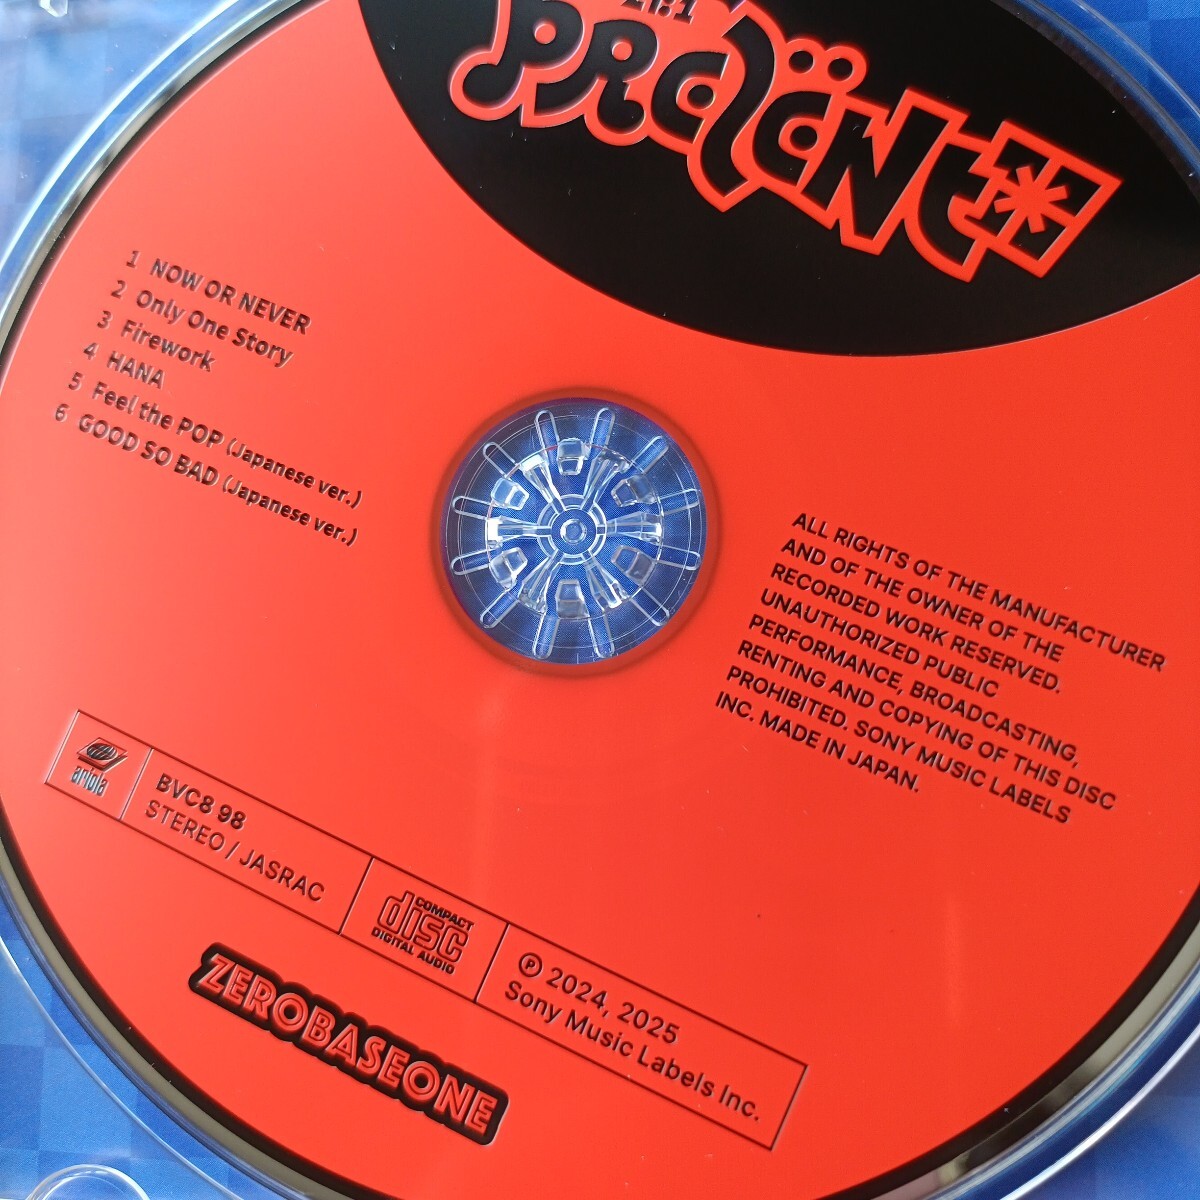 PREZENT
1 NOW OR NEVER
2 Only One Story
3 Firework
4 HANA
5 Feel the POP (Japanese ver.)
6 GOOD SO BAD (Japanese ver.)
ALL RIGHTS OF THE MANUFACTURER
AND OF THE OWNER OF THE
RECORDED WORK RESERVED.
UNAUTHORIZED PUBLIC
PERFORMANCE, BROADCASTING,
RENTING AND COPYING OF THIS DISC
PROHIBITED. SONY MUSIC LABELS
INC. MADE IN JAPAN.
ariola
BVC8 98
STEREO / JASRAC
COMPACT
disc
DIGITAL AUDIO
℗ 2024, 2025
Sony Music Labels Inc.
ZEROBASEONE